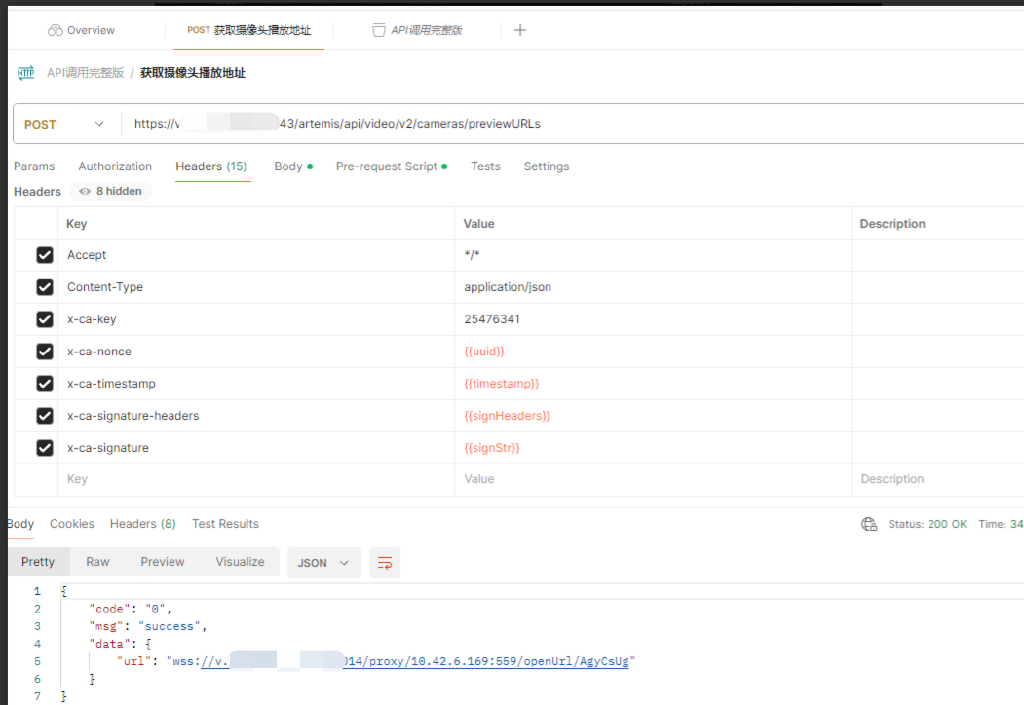 Overview
POST 获取摄像头播放地址
API调用完整版
HTTP API调用完整版 / 获取摄像头播放地址
POST https://v 43/artemis/api/video/v2/cameras/previewURLs
Params Authorization Headers (15) Body Pre-request Script Tests Settings
Headers 8 hidden
Key Value Description
Accept */*
Content-Type application/json
x-ca-key 25476341
x-ca-nonce {{uuid}}
x-ca-timestamp {{timestamp}}
x-ca-signature-headers {{signHeaders}}
x-ca-signature {{signStr}}
Key Value Description
Body Cookies Headers (8) Test Results Status: 200 OK Time: 34
Pretty Raw Preview Visualize JSON
1 {
2 "code": "0",
3 "msg": "success",
4 "data": {
5 "url": "wss://v. 014/proxy/10.42.6.169:559/openUrl/AgyCsUg"
6 }
7 }